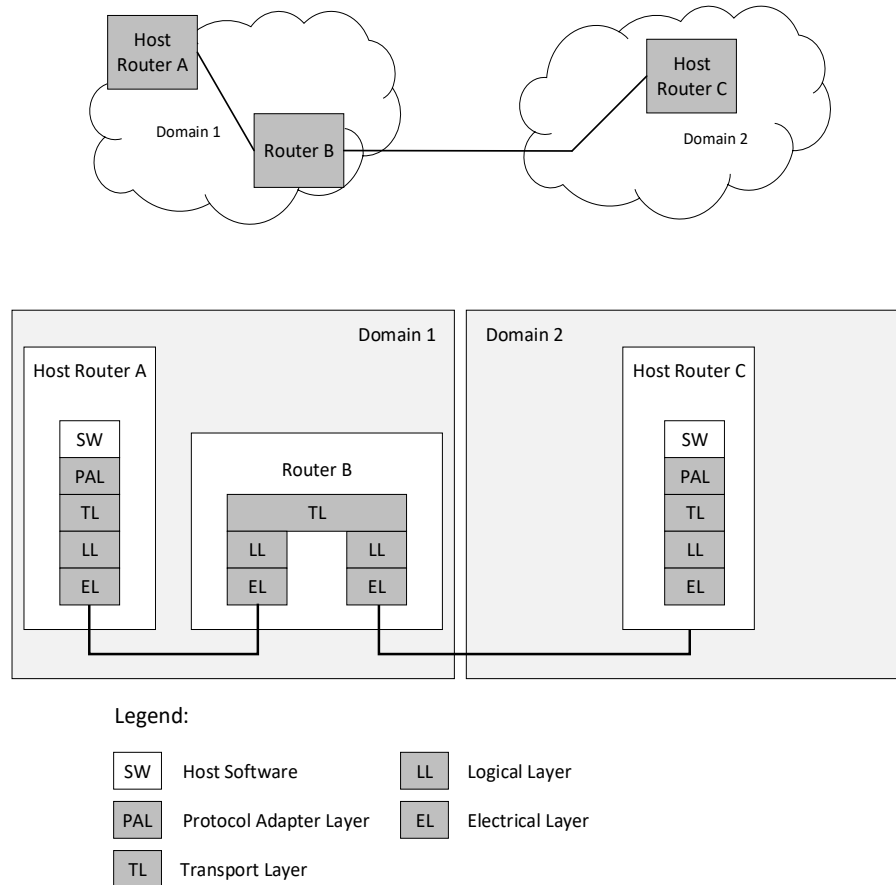 Host
Router A
Host
Router C
Domain 1
Router B
Domain 2
Domain 1
Domain 2
Host Router A
Host Router C
SW
PAL
TL
LL
EL
Router B
TL
LL
LL
EL
EL
SW
PAL
TL
LL
EL
Legend:
SW Host Software
LL Logical Layer
PAL Protocol Adapter Layer
EL Electrical Layer
TL Transport Layer